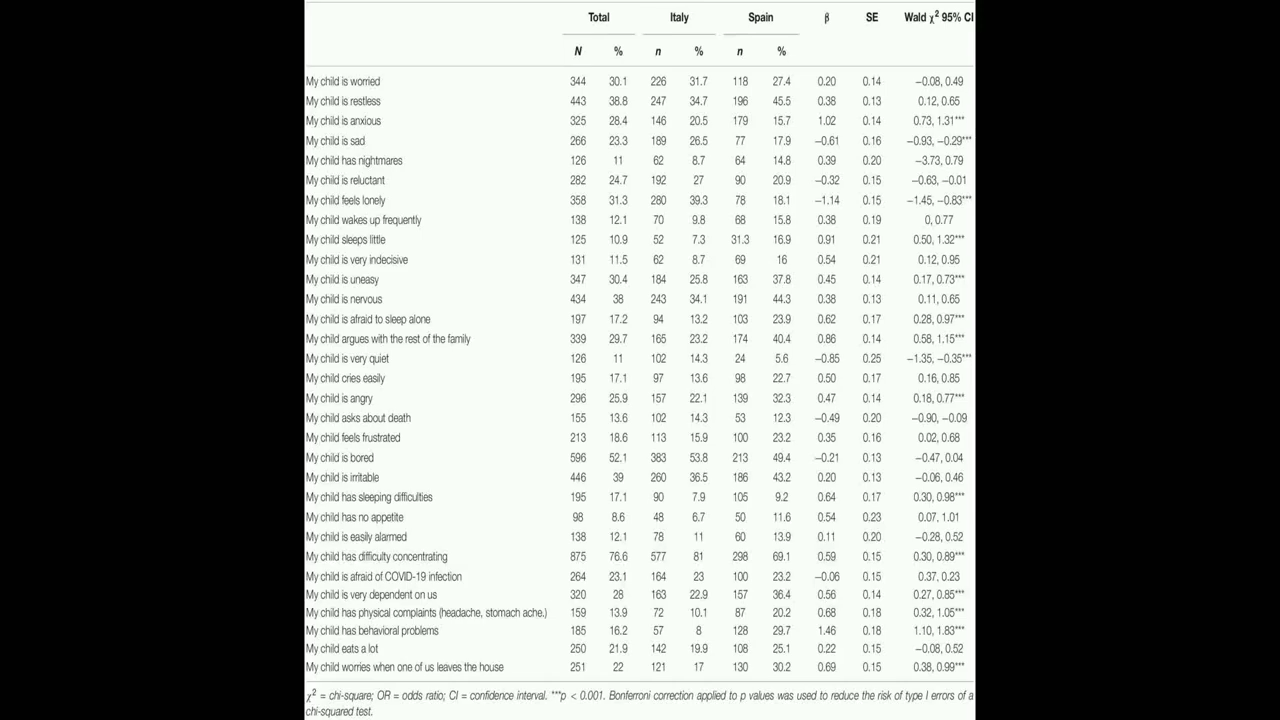 Total Italy Spain β SE Wald χ² 95% CI
N % n % n %
My child is worried 344 30.1 226 31.7 118 27.4 0.20 0.14 −0.08, 0.49
My child is restless 443 38.8 247 34.7 196 45.5 0.38 0.13 0.12, 0.65
My child is anxious 325 28.4 146 20.5 179 15.7 1.02 0.14 0.73, 1.31***
My child is sad 266 23.3 189 26.5 77 17.9 −0.61 0.16 −0.93, −0.29***
My child has nightmares 126 11 62 8.7 64 14.8 0.39 0.20 −3.73, 0.79
My child is reluctant 282 24.7 192 27 90 20.9 −0.32 0.15 −0.63, −0.01
My child feels lonely 358 31.3 280 39.3 78 18.1 −1.14 0.15 −1.45, −0.83***
My child wakes up frequently 138 12.1 70 9.8 68 15.8 0.38 0.19 0, 0.77
My child sleeps little 125 10.9 52 7.3 31.3 16.9 0.91 0.21 0.50, 1.32***
My child is very indecisive 131 11.5 62 8.7 69 16 0.54 0.21 0.12, 0.95
My child is uneasy 347 30.4 184 25.8 163 37.8 0.45 0.14 0.17, 0.73***
My child is nervous 434 38 243 34.1 191 44.3 0.38 0.13 0.11, 0.65
My child is afraid to sleep alone 197 17.2 94 13.2 103 23.9 0.62 0.17 0.28, 0.97***
My child argues with the rest of the family 339 29.7 165 23.2 174 40.4 0.86 0.14 0.58, 1.15***
My child is very quiet 126 11 102 14.3 24 5.6 −0.85 0.25 −1.35, −0.35***
My child cries easily 195 17.1 97 13.6 98 22.7 0.50 0.17 0.16, 0.85
My child is angry 296 25.9 157 22.1 139 32.3 0.47 0.14 0.18, 0.77***
My child asks about death 155 13.6 102 14.3 53 12.3 −0.49 0.20 −0.90, −0.09
My child feels frustrated 213 18.6 113 15.9 100 23.2 0.35 0.16 0.02, 0.68
My child is bored 596 52.1 383 53.8 213 49.4 −0.21 0.13 −0.47, 0.04
My child is irritable 446 39 260 36.5 186 43.2 0.20 0.13 −0.06, 0.46
My child has sleeping difficulties 195 17.1 90 7.9 105 9.2 0.64 0.17 0.30, 0.98***
My child has no appetite 98 8.6 48 6.7 50 11.6 0.54 0.23 0.07, 1.01
My child is easily alarmed 138 12.1 78 11 60 13.9 0.11 0.20 −0.28, 0.52
My child has difficulty concentrating 875 76.6 577 81 298 69.1 0.59 0.15 0.30, 0.89***
My child is afraid of COVID-19 infection 264 23.1 164 23 100 23.2 −0.06 0.15 0.37, 0.23
My child is very dependent on us 320 28 163 22.9 157 36.4 0.56 0.14 0.27, 0.85***
My child has physical complaints (headache, stomach ache.) 159 13.9 72 10.1 87 20.2 0.68 0.18 0.32, 1.05***
My child has behavioral problems 185 16.2 57 8 128 29.7 1.46 0.18 1.10, 1.83***
My child eats a lot 250 21.9 142 19.9 108 25.1 0.22 0.15 −0.08, 0.52
My child worries when one of us leaves the house 251 22 121 17 130 30.2 0.69 0.15 0.38, 0.99***
χ² = chi-square; OR = odds ratio; CI = confidence interval. ***p < 0.001. Bonferroni correction applied to p values was used to reduce the risk of type I errors of a
chi-squared test.